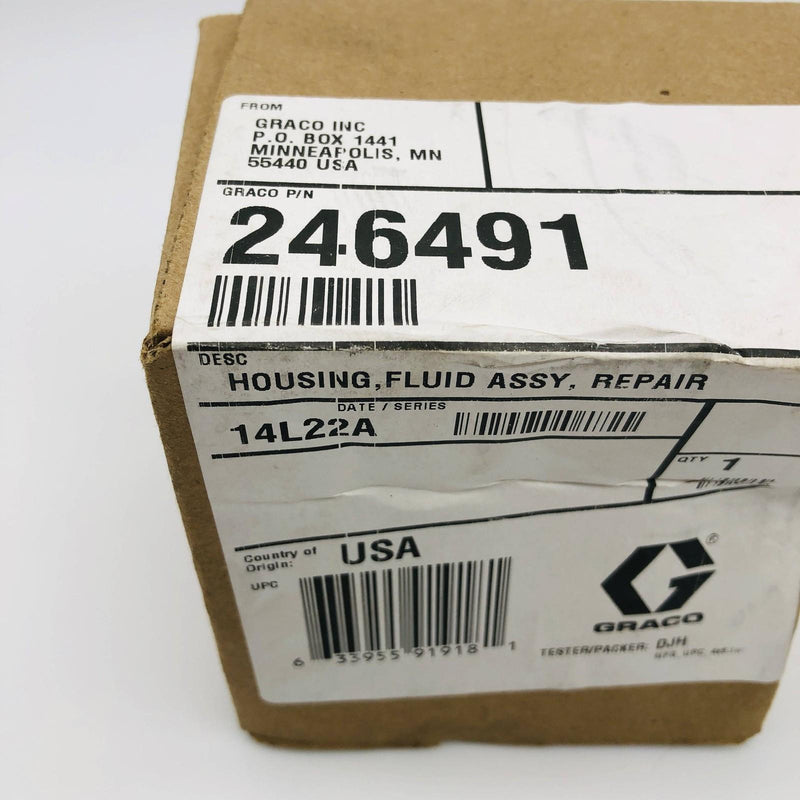 FROM
GRACO INC
P.O. BOX 1441
MINNEAPOLIS, MN
55440 USA
GRACO P/N
246491
DESC
HOUSING,FLUID ASSY, REPAIR
DATE / SERIES
14L22A
QTY 1
Country of
Origin: USA
UPC
6 33955 91918 1
®
GRACO
TESTER/PACKER: DJH